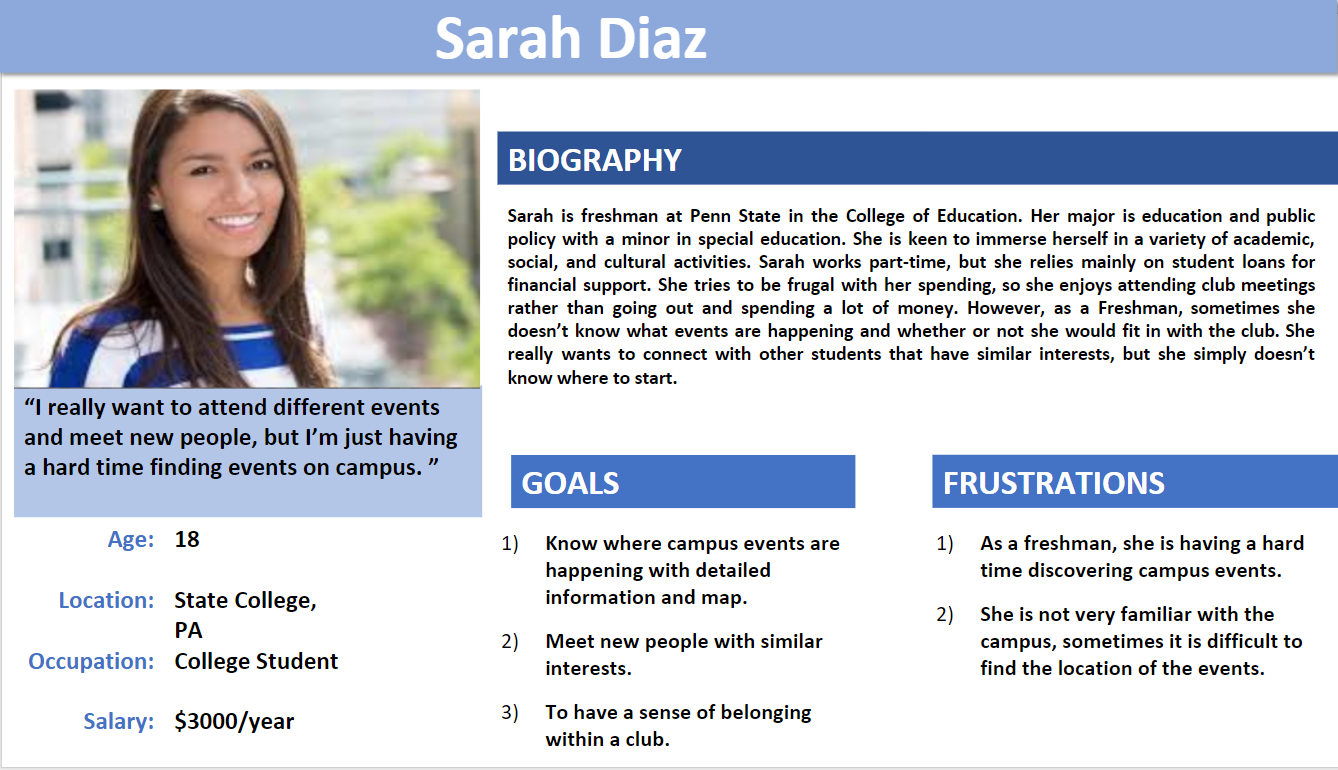 Sarah Diaz
BIOGRAPHY
Sarah is freshman at Penn State in the College of Education. Her major is education and public
policy with a minor in special education. She is keen to immerse herself in a variety of academic,
social, and cultural activities. Sarah works part-time, but she relies mainly on student loans for
financial support. She tries to be frugal with her spending, so she enjoys attending club meetings
rather than going out and spending a lot of money. However, as a Freshman, sometimes she
doesn’t know what events are happening and whether or not she would fit in with the club. She
really wants to connect with other students that have similar interests, but she simply doesn’t
know where to start.
“I really want to attend different events
and meet new people, but I’m just having
a hard time finding events on campus. ”
Age: 18
Location: State College,
PA
Occupation: College Student
Salary: $3000/year
GOALS
1) Know where campus events are
happening with detailed
information and map.
2) Meet new people with similar
interests.
3) To have a sense of belonging
within a club.
FRUSTRATIONS
1) As a freshman, she is having a hard
time discovering campus events.
2) She is not very familiar with the
campus, sometimes it is difficult to
find the location of the events.